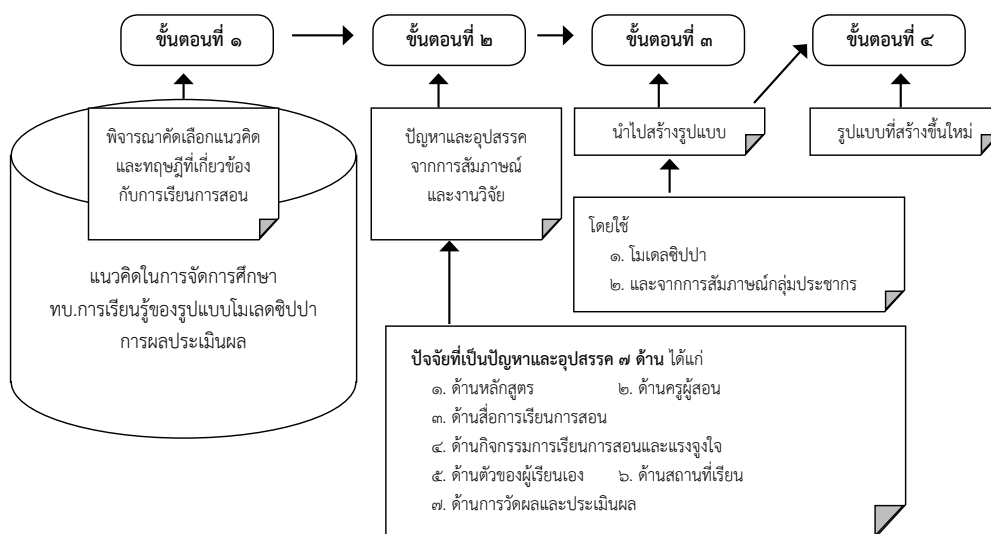 ขั้นตอนที่ ๑
ขั้นตอนที่ ๒
ขั้นตอนที่ ๓
ขั้นตอนที่ ๔
พิจารณาคัดเลือกแนวคิด
และทฤษฎีที่เกี่ยวข้อง
กับการเรียนการสอน
ปัญหาและอุปสรรค
จากการสัมภาษณ์
และงานวิจัย
นำไปสร้างรูปแบบ
รูปแบบที่สร้างขึ้นใหม่
แนวคิดในการจัดการศึกษา
ทบ.การเรียนรู้ของรูปแบบโมเลดซิปปา
การผลประเมินผล
โดยใช้
๑. โมเดลซิปปา
๒. และจากการสัมภาษณ์กลุ่มประชากร
ปัจจัยที่เป็นปัญหาและอุปสรรค ๗ ด้าน ได้แก่
๑. ด้านหลักสูตร ๒. ด้านครูผู้สอน
๓. ด้านสื่อการเรียนการสอน
๔. ด้านกิจกรรมการเรียนการสอนและแรงจูงใจ
๕. ด้านตัวของผู้เรียนเอง ๖. ด้านสถานที่เรียน
๗. ด้านการวัดผลและประเมินผล